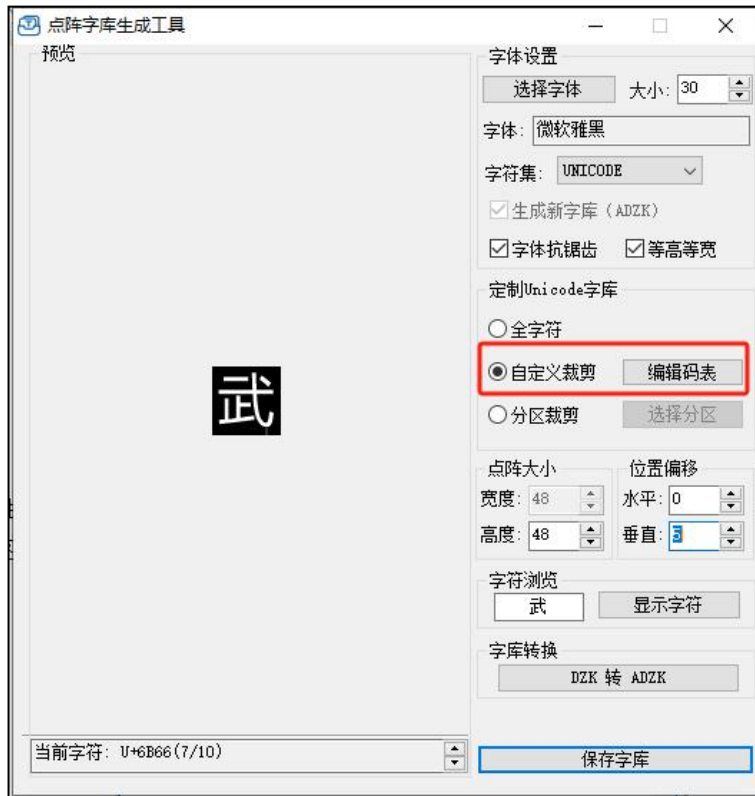 点阵字库生成工具
预览
武
当前字符: U+6B66(7/10)
字体设置
选择字体 大小: 30
字体: 微软雅黑
字符集: UNICODE
生成新字库（ADZK）
字体抗锯齿 等高等宽
定制Unicode字库
全字符
自定义裁剪 编辑码表
分区裁剪 选择分区
点阵大小 位置偏移
宽度: 48 水平: 0
高度: 48 垂直: 5
字符浏览
武 显示字符
字库转换
DZK 转 ADZK
保存字库